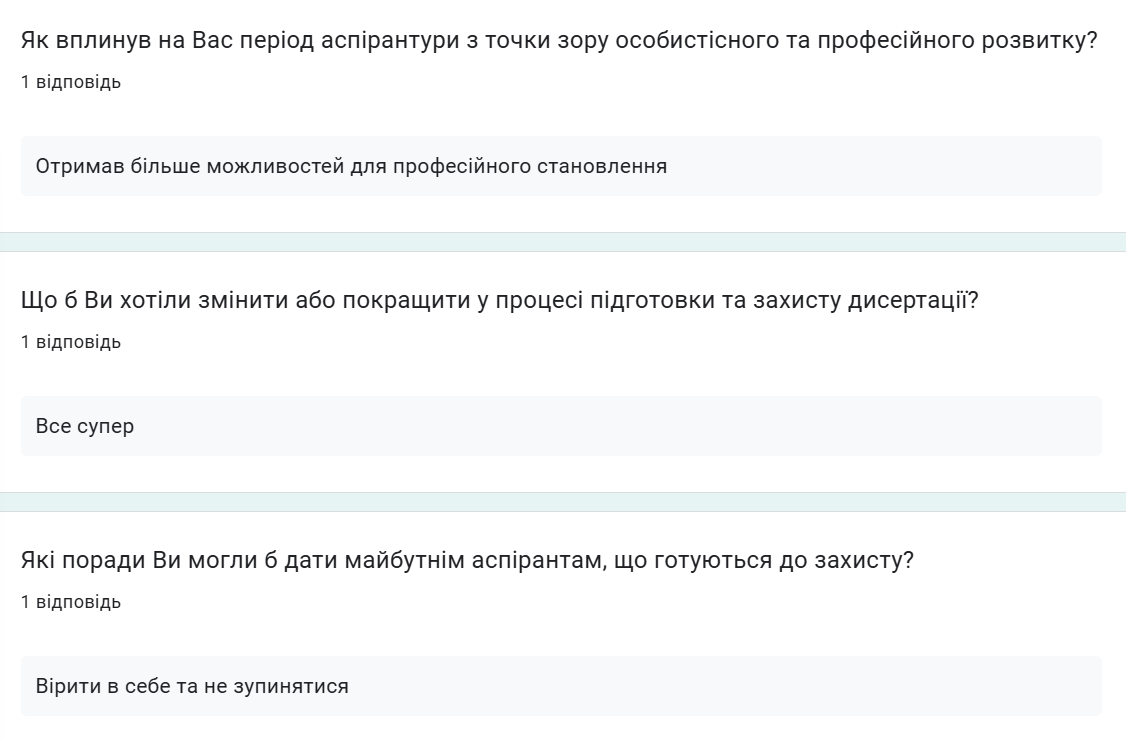 Як вплинув на Вас період аспірантури з точки зору особистісного та професійного розвитку?
1 відповідь
Отримав більше можливостей для професійного становлення
Що б Ви хотіли змінити або покращити у процесі підготовки та захисту дисертації?
1 відповідь
Все супер
Які поради Ви могли б дати майбутнім аспірантам, що готуються до захисту?
1 відповідь
Вірити в себе та не зупинятися